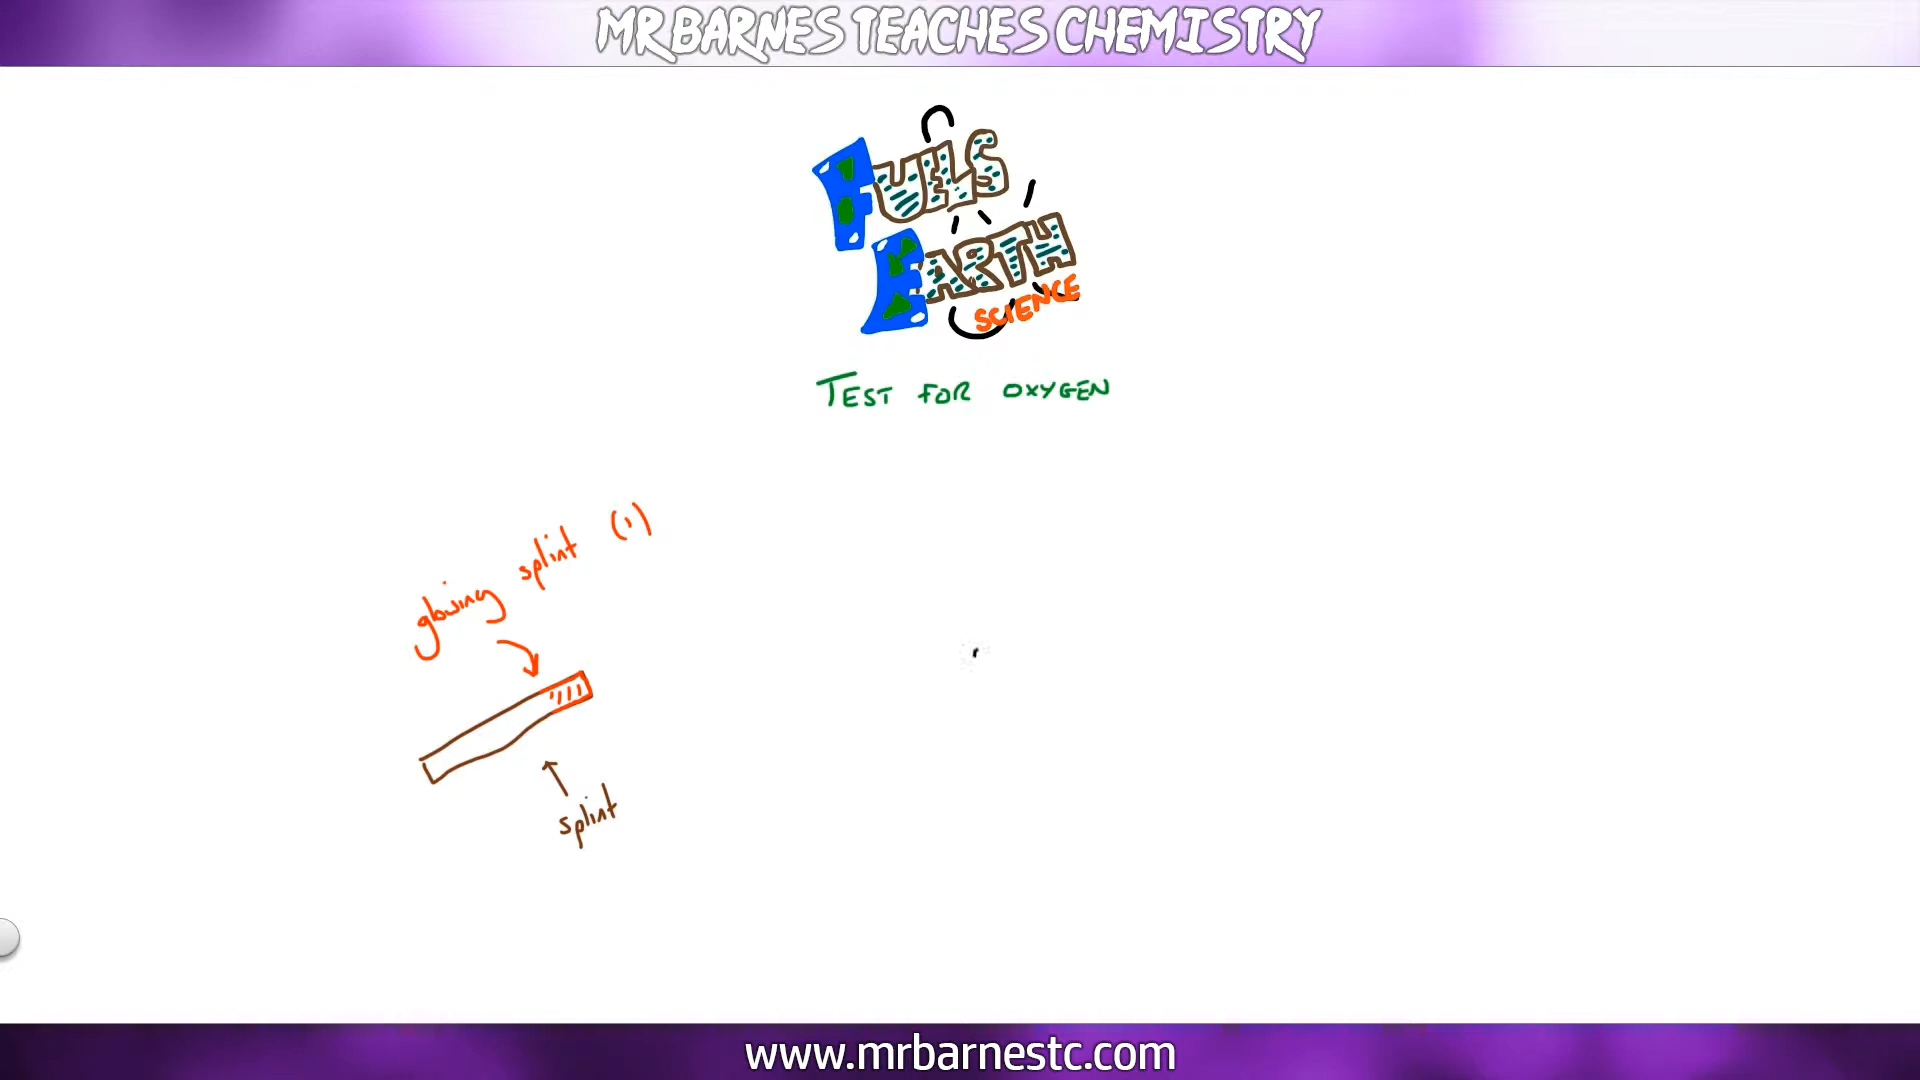 MR BARNES TEACHES CHEMISTRY
FUELS
EARTH
SCIENCE
TEST FOR OXYGEN
glowing splint (1)
splint
www.mrbarnestc.com